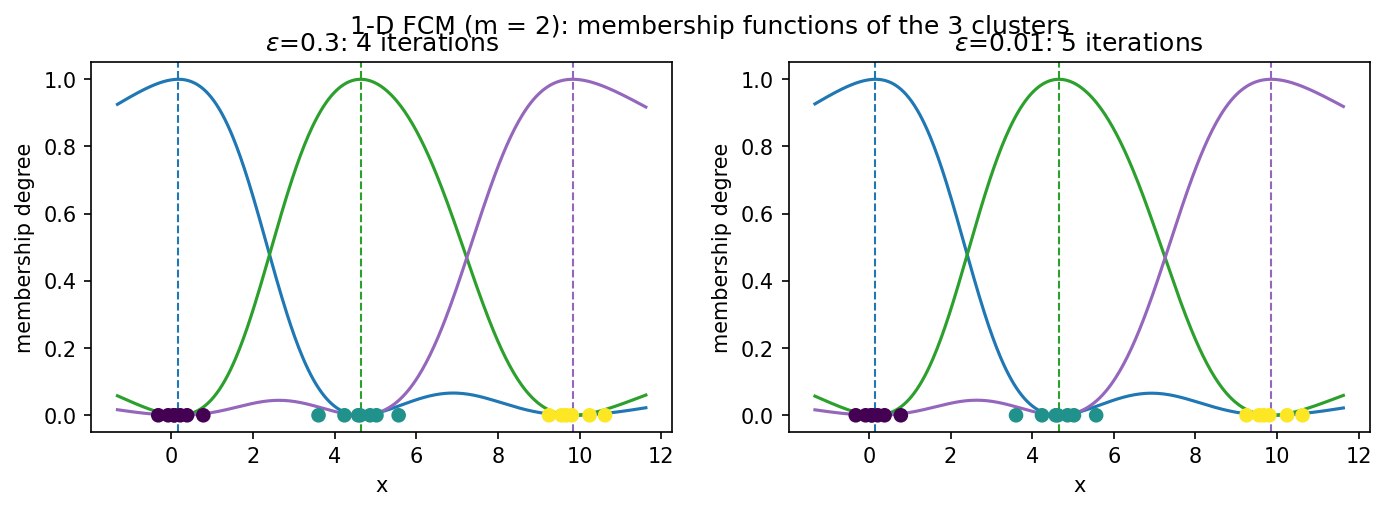 1-D FCM (m = 2): membership functions of the 3 clusters
ε=0.3: 4 iterations
membership degree
1.0
0.8
0.6
0.4
0.2
0.0
0 2 4 6 8 10 12
x
ε=0.01: 5 iterations
membership degree
1.0
0.8
0.6
0.4
0.2
0.0
0 2 4 6 8 10 12
x